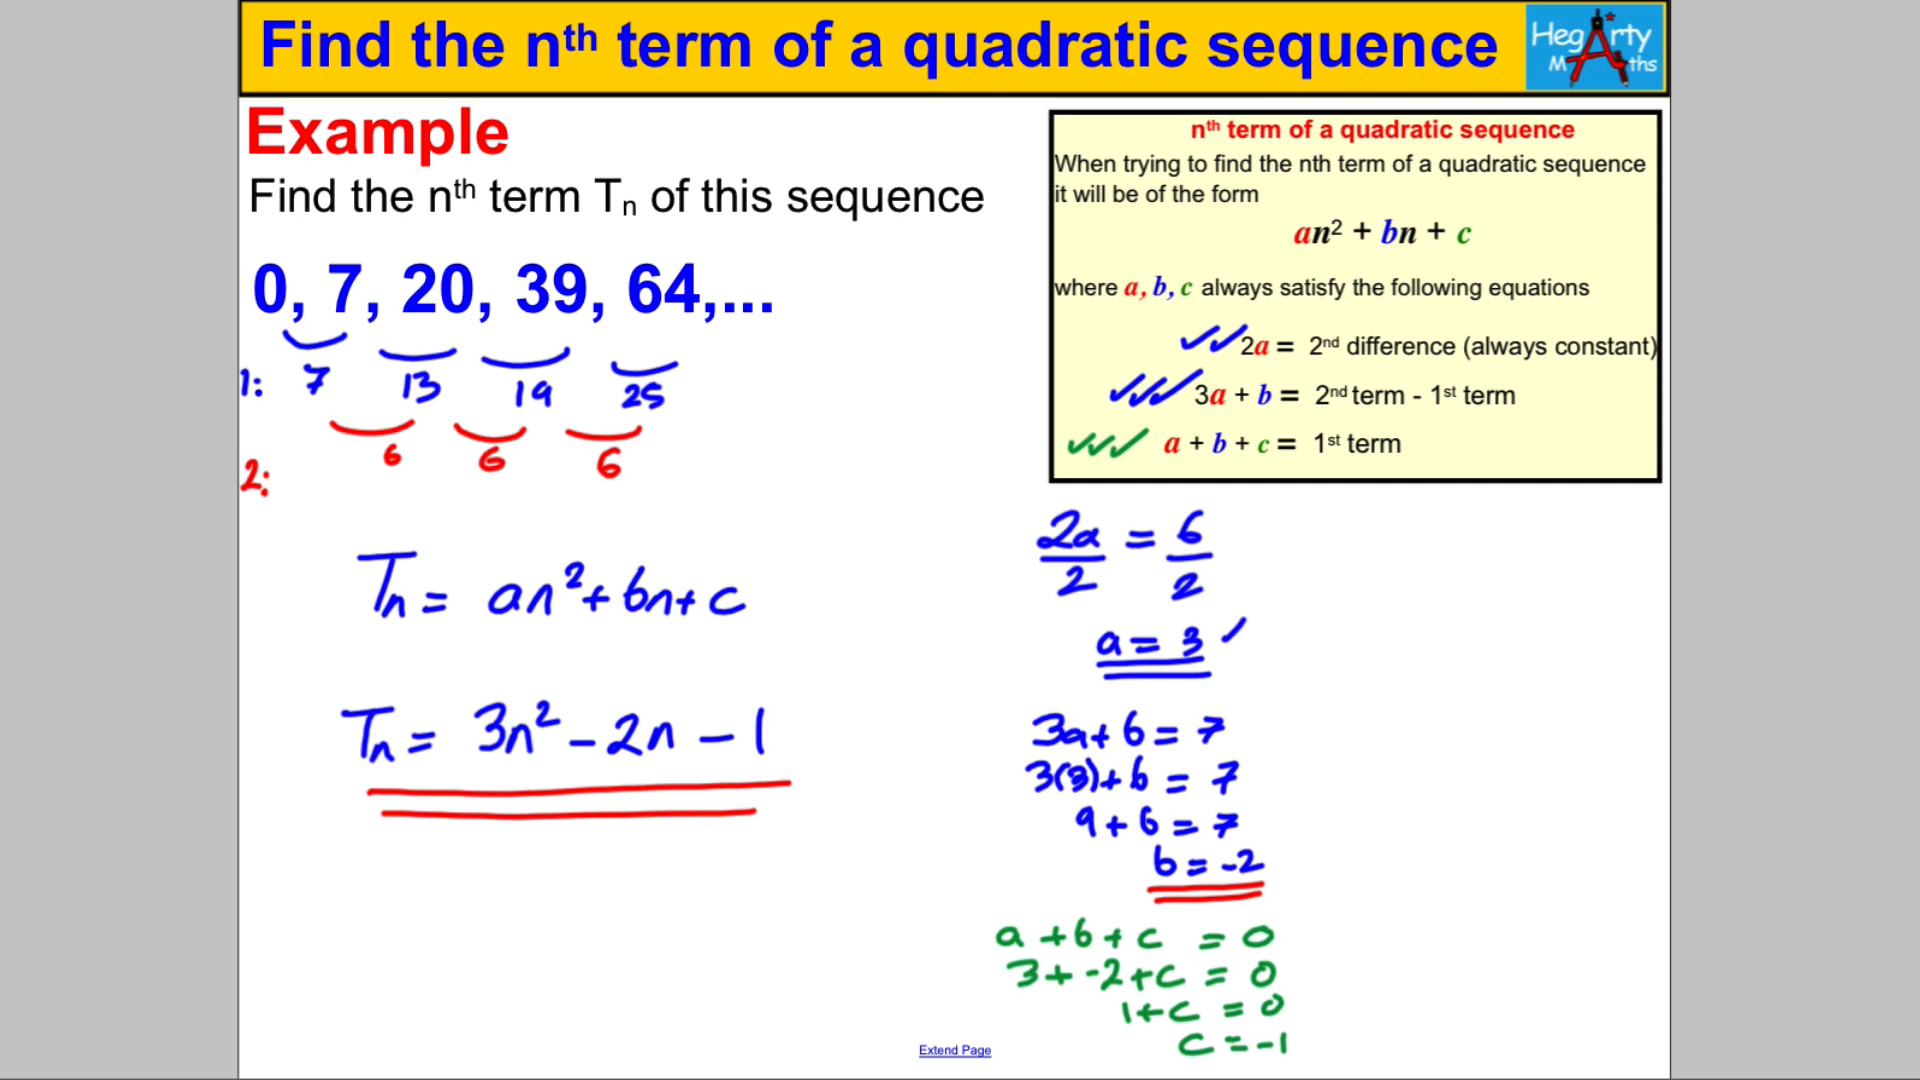 Find the nth term of a quadratic sequence
Hegarty
Maths
Example
Find the nth term Tn of this sequence
0, 7, 20, 39, 64,...
1: 7 13 19 25
2: 6 6 6
Tn = an² + bn + c
Tn = 3n² - 2n - 1
nth term of a quadratic sequence
When trying to find the nth term of a quadratic sequence
it will be of the form
an² + bn + c
where a, b, c always satisfy the following equations
2a = 2nd difference (always constant)
3a + b = 2nd term - 1st term
a + b + c = 1st term
2a/2 = 6/2
a = 3
3a + b = 7
3(3) + b = 7
9 + b = 7
b = -2
a + b + c = 0
3 + -2 + c = 0
1 + c = 0
c = -1
Extend Page